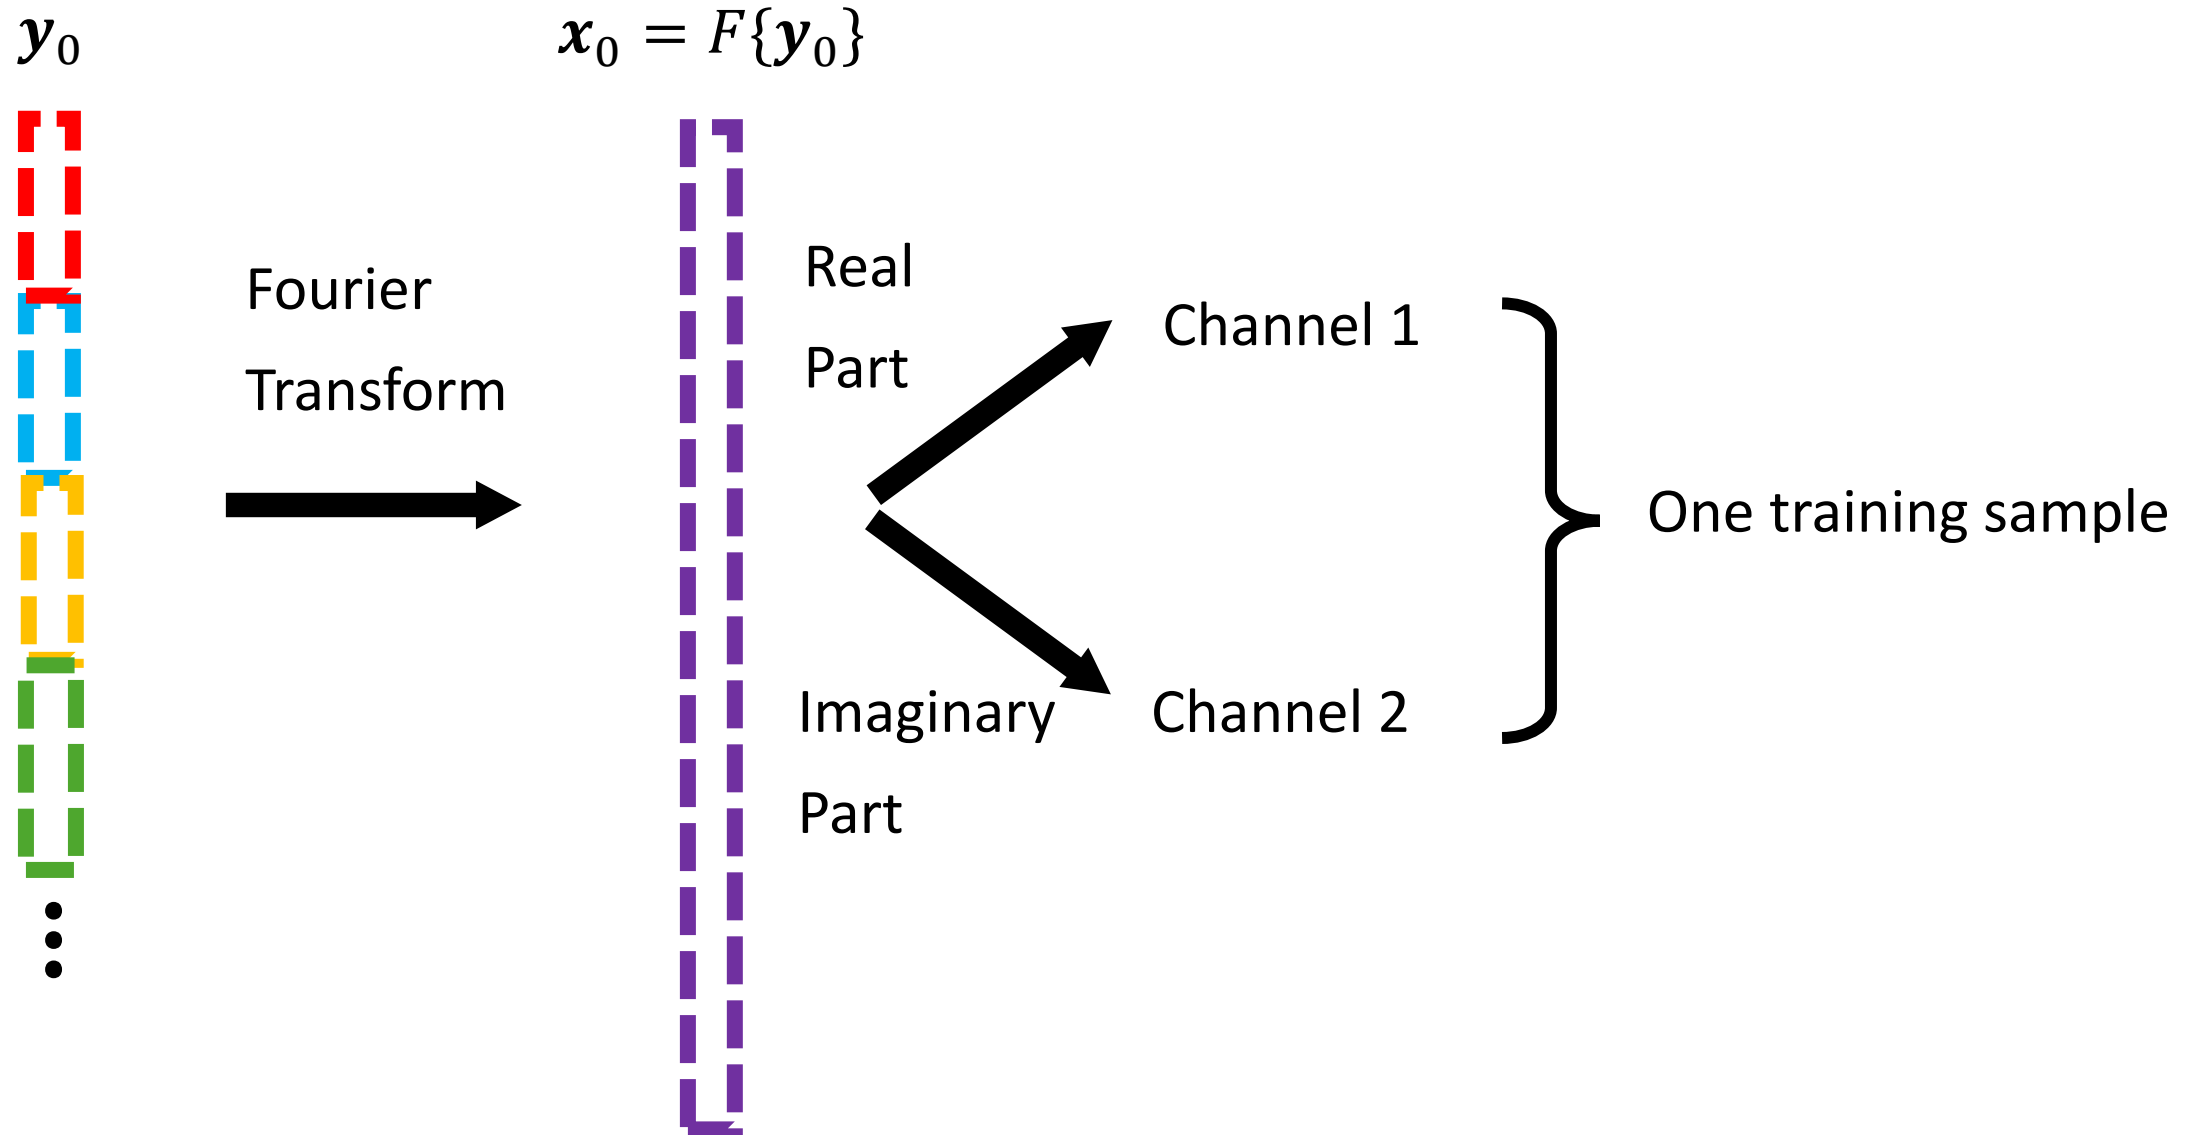 y₀
x₀ = F{y₀}
Fourier
Transform
Real
Part
Channel 1
One training sample
Imaginary
Part
Channel 2